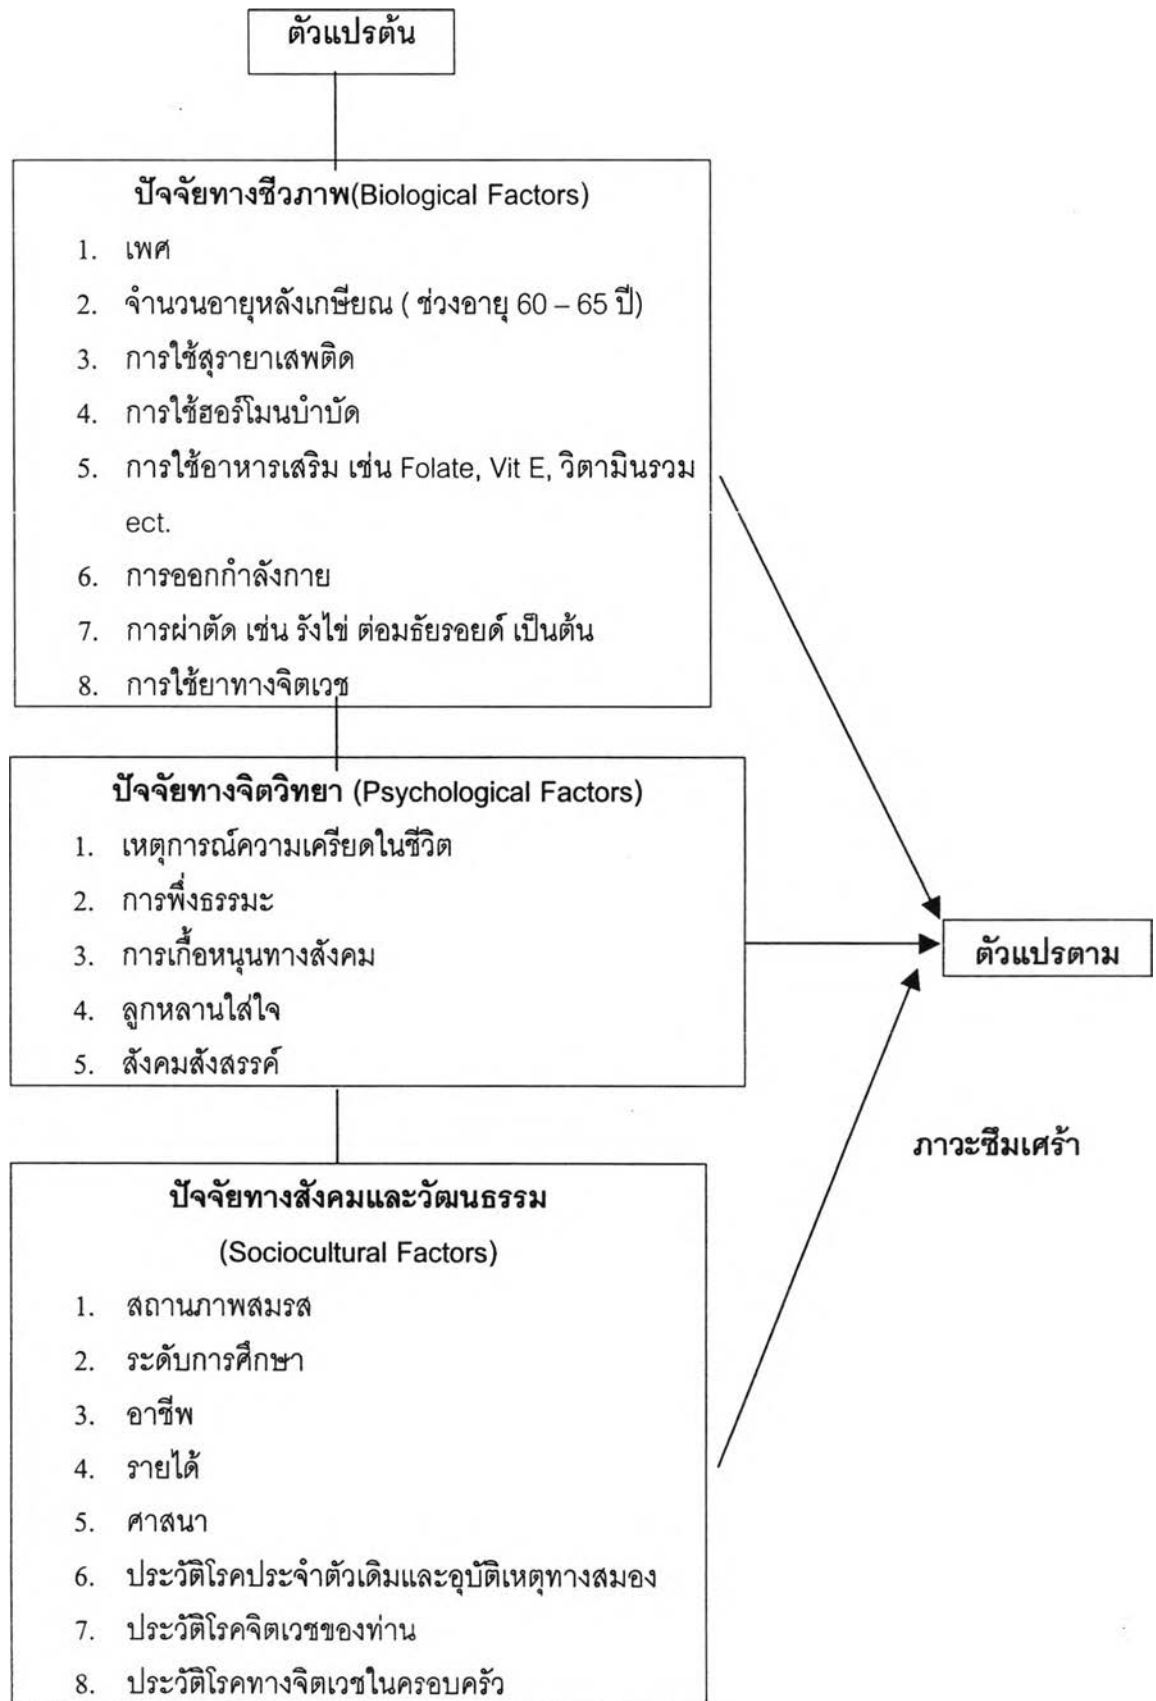 ตัวแปรต้น
ปัจจัยทางชีวภาพ(Biological Factors)
1. เพศ
2. จำนวนอายุหลังเกษียณ ( ช่วงอายุ 60 – 65 ปี)
3. การใช้สุรายาเสพติด
4. การใช้ฮอร์โมนบำบัด
5. การใช้อาหารเสริม เช่น Folate, Vit E, วิตามินรวม
ect.
6. การออกกำลังกาย
7. การผ่าตัด เช่น รังไข่ ต่อมธัยรอยด์ เป็นต้น
8. การใช้ยาทางจิตเวช
ปัจจัยทางจิตวิทยา (Psychological Factors)
1. เหตุการณ์ความเครียดในชีวิต
2. การพึ่งธรรมะ
3. การเกื้อหนุนทางสังคม
4. ลูกหลานใส่ใจ
5. สังคมสังสรรค์
ตัวแปรตาม
ภาวะซึมเศร้า
ปัจจัยทางสังคมและวัฒนธรรม
(Sociocultural Factors)
1. สถานภาพสมรส
2. ระดับการศึกษา
3. อาชีพ
4. รายได้
5. ศาสนา
6. ประวัติโรคประจำตัวเดิมและอุบัติเหตุทางสมอง
7. ประวัติโรคจิตเวชของท่าน
8. ประวัติโรคทางจิตเวชในครอบครัว